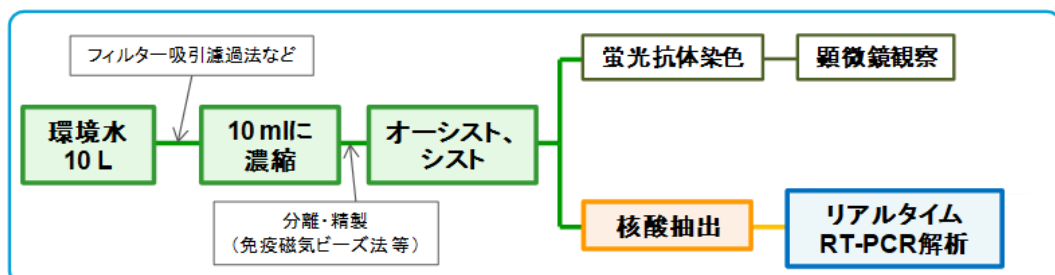 フィルター吸引濾過法など
環境水
10 L
10 mlに
濃縮
分離・精製
（免疫磁気ビーズ法等）
オーシスト、
シスト
蛍光抗体染色
顕微鏡観察
核酸抽出
リアルタイム
RT-PCR解析